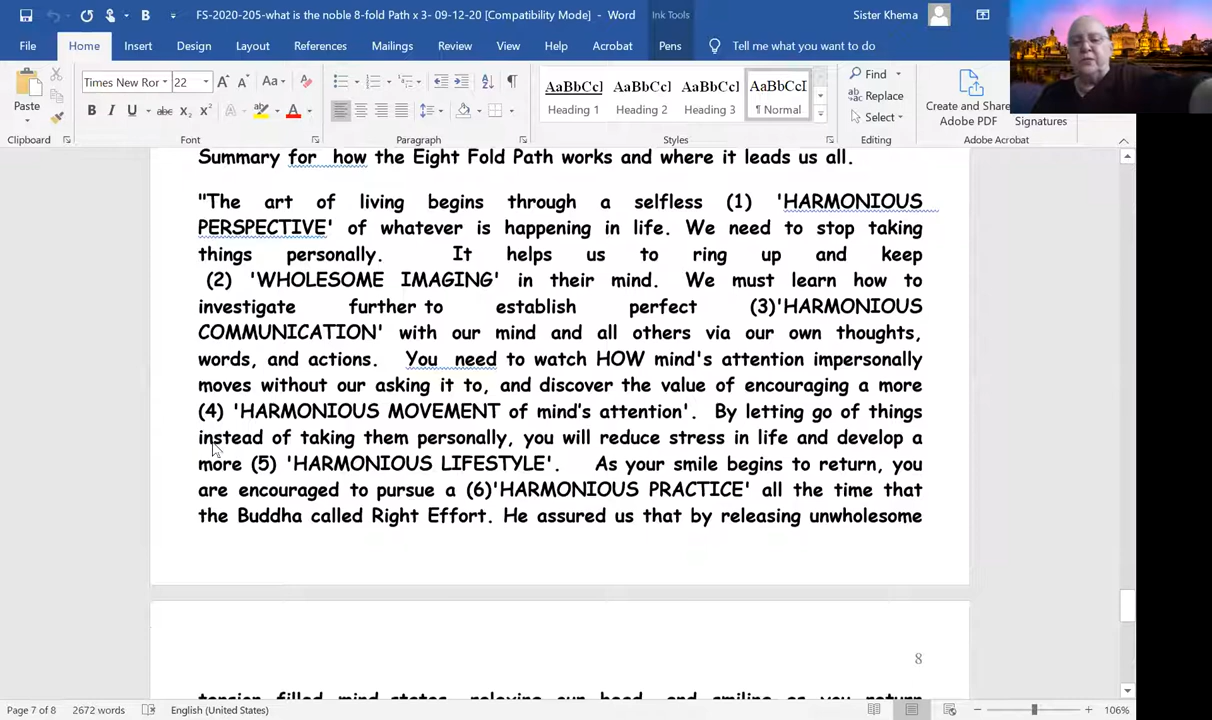 FS-2020-205-what is the noble 8-fold Path x 3- 09-12-20 [Compatibility Mode] - Word
Ink Tools
Sister Khema
File Home Insert Design Layout References Mailings Review View Help Acrobat Pens Tell me what you want to do
Times New Ror 22
AaBbCcI AaBbCcI AaBbCcI AaBbCcI
Heading 1 Heading 2 Heading 3 ¶ Normal
Find
Replace
Select
Paste
Create and Share
Adobe PDF
Signatures
Clipboard Font Paragraph Styles Editing Adobe Acrobat
Summary for how the Eight Fold Path works and where it leads us all.
"The art of living begins through a selfless (1) 'HARMONIOUS
PERSPECTIVE' of whatever is happening in life. We need to stop taking
things personally. It helps us to ring up and keep
(2) 'WHOLESOME IMAGING' in their mind. We must learn how to
investigate further to establish perfect (3)'HARMONIOUS
COMMUNICATION' with our mind and all others via our own thoughts,
words, and actions. You need to watch HOW mind's attention impersonally
moves without our asking it to, and discover the value of encouraging a more
(4) 'HARMONIOUS MOVEMENT of mind's attention'. By letting go of things
instead of taking them personally, you will reduce stress in life and develop a
more (5) 'HARMONIOUS LIFESTYLE'. As your smile begins to return, you
are encouraged to pursue a (6)'HARMONIOUS PRACTICE' all the time that
the Buddha called Right Effort. He assured us that by releasing unwholesome
8
tension filled mind states, relaxing our head, and smiling as you return
Page 7 of 8 2672 words English (United States) 106%